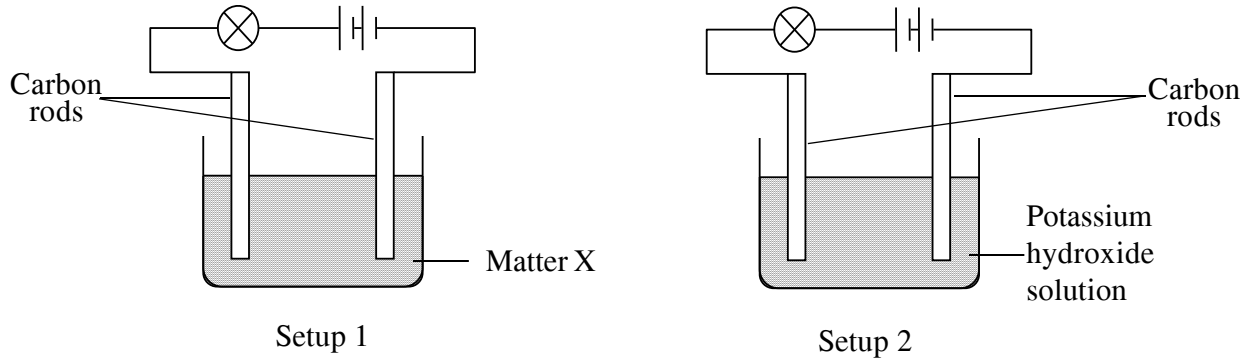 Carbon
rods
Matter X
Setup 1
Carbon
rods
Potassium
hydroxide
solution
Setup 2